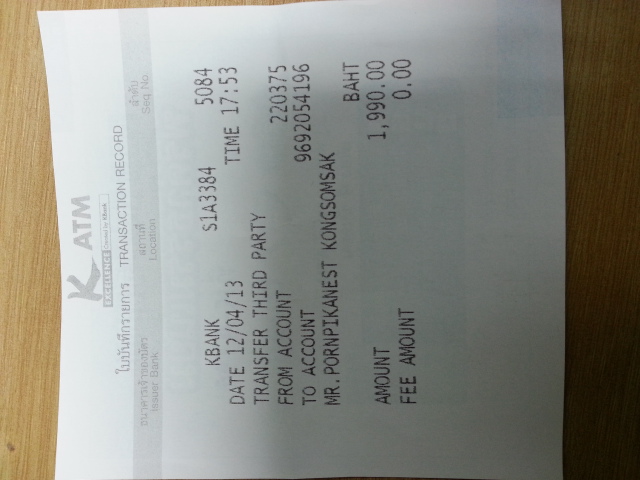 K ATM
EXCELLENCE Created by KBank
ใบบันทึกรายการ TRANSACTION RECORD
ธนาคารเจ้าของบัตร สถานที่ ลำดับ
Issuer Bank Location Seq No
KBANK S1A3384 5084
DATE 12/04/13 TIME 17:53
TRANSFER THIRD PARTY
FROM ACCOUNT 220375
TO ACCOUNT 9692054196
MR.PORNPIKANEST KONGSOMSAK
BAHT
AMOUNT 1,990.00
FEE AMOUNT 0.00